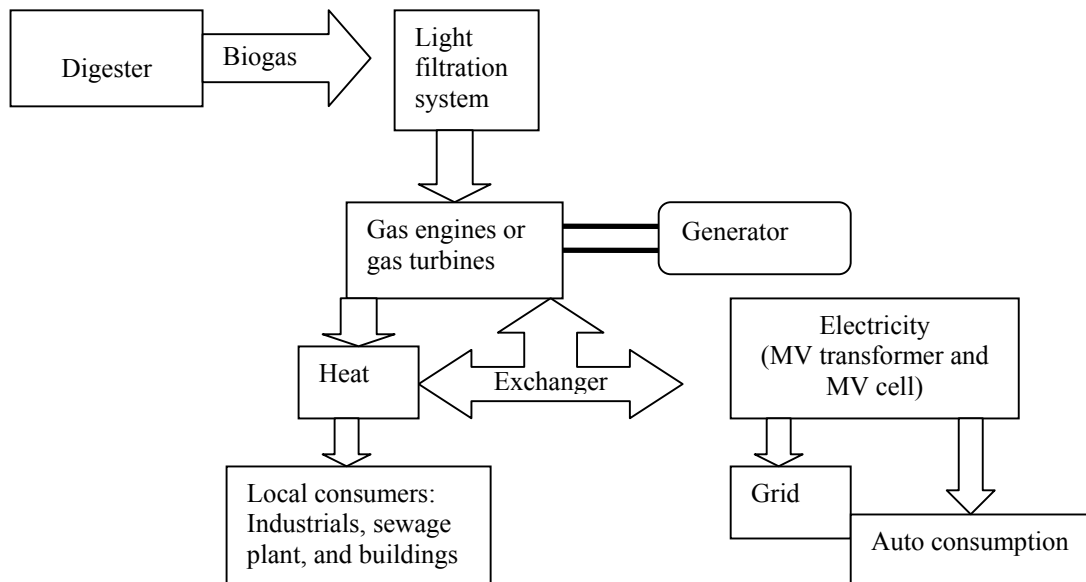 Digester
Biogas
Light
filtration
system
Gas engines or
gas turbines
Generator
Heat
Exchanger
Electricity
(MV transformer and
MV cell)
Local consumers:
Industrials, sewage
plant, and buildings
Grid
Auto consumption